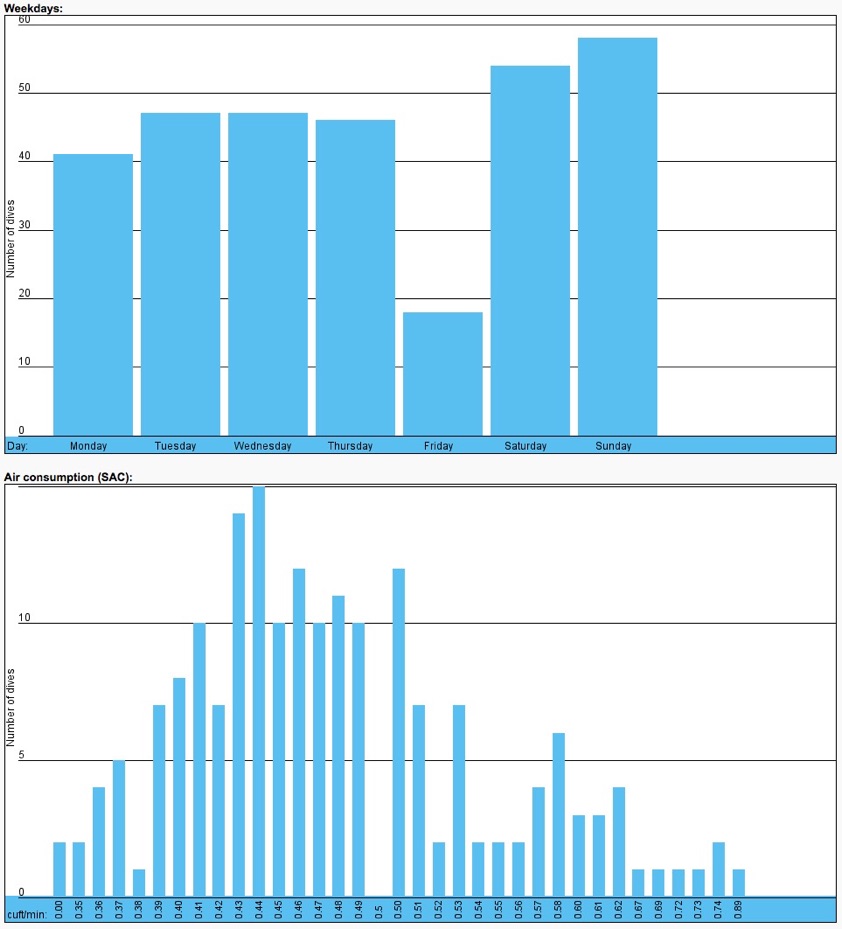 Weekdays:
60
50
40
30
20
10
0
Number of dives
Day: Monday Tuesday Wednesday Thursday Friday Saturday Sunday
Air consumption (SAC):
10
5
0
Number of dives
cuft/min: 0.00 0.35 0.36 0.37 0.38 0.39 0.40 0.41 0.42 0.43 0.44 0.45 0.46 0.47 0.48 0.49 0.5 0.50 0.51 0.52 0.53 0.54 0.55 0.56 0.57 0.58 0.60 0.61 0.62 0.67 0.69 0.72 0.73 0.74 0.89